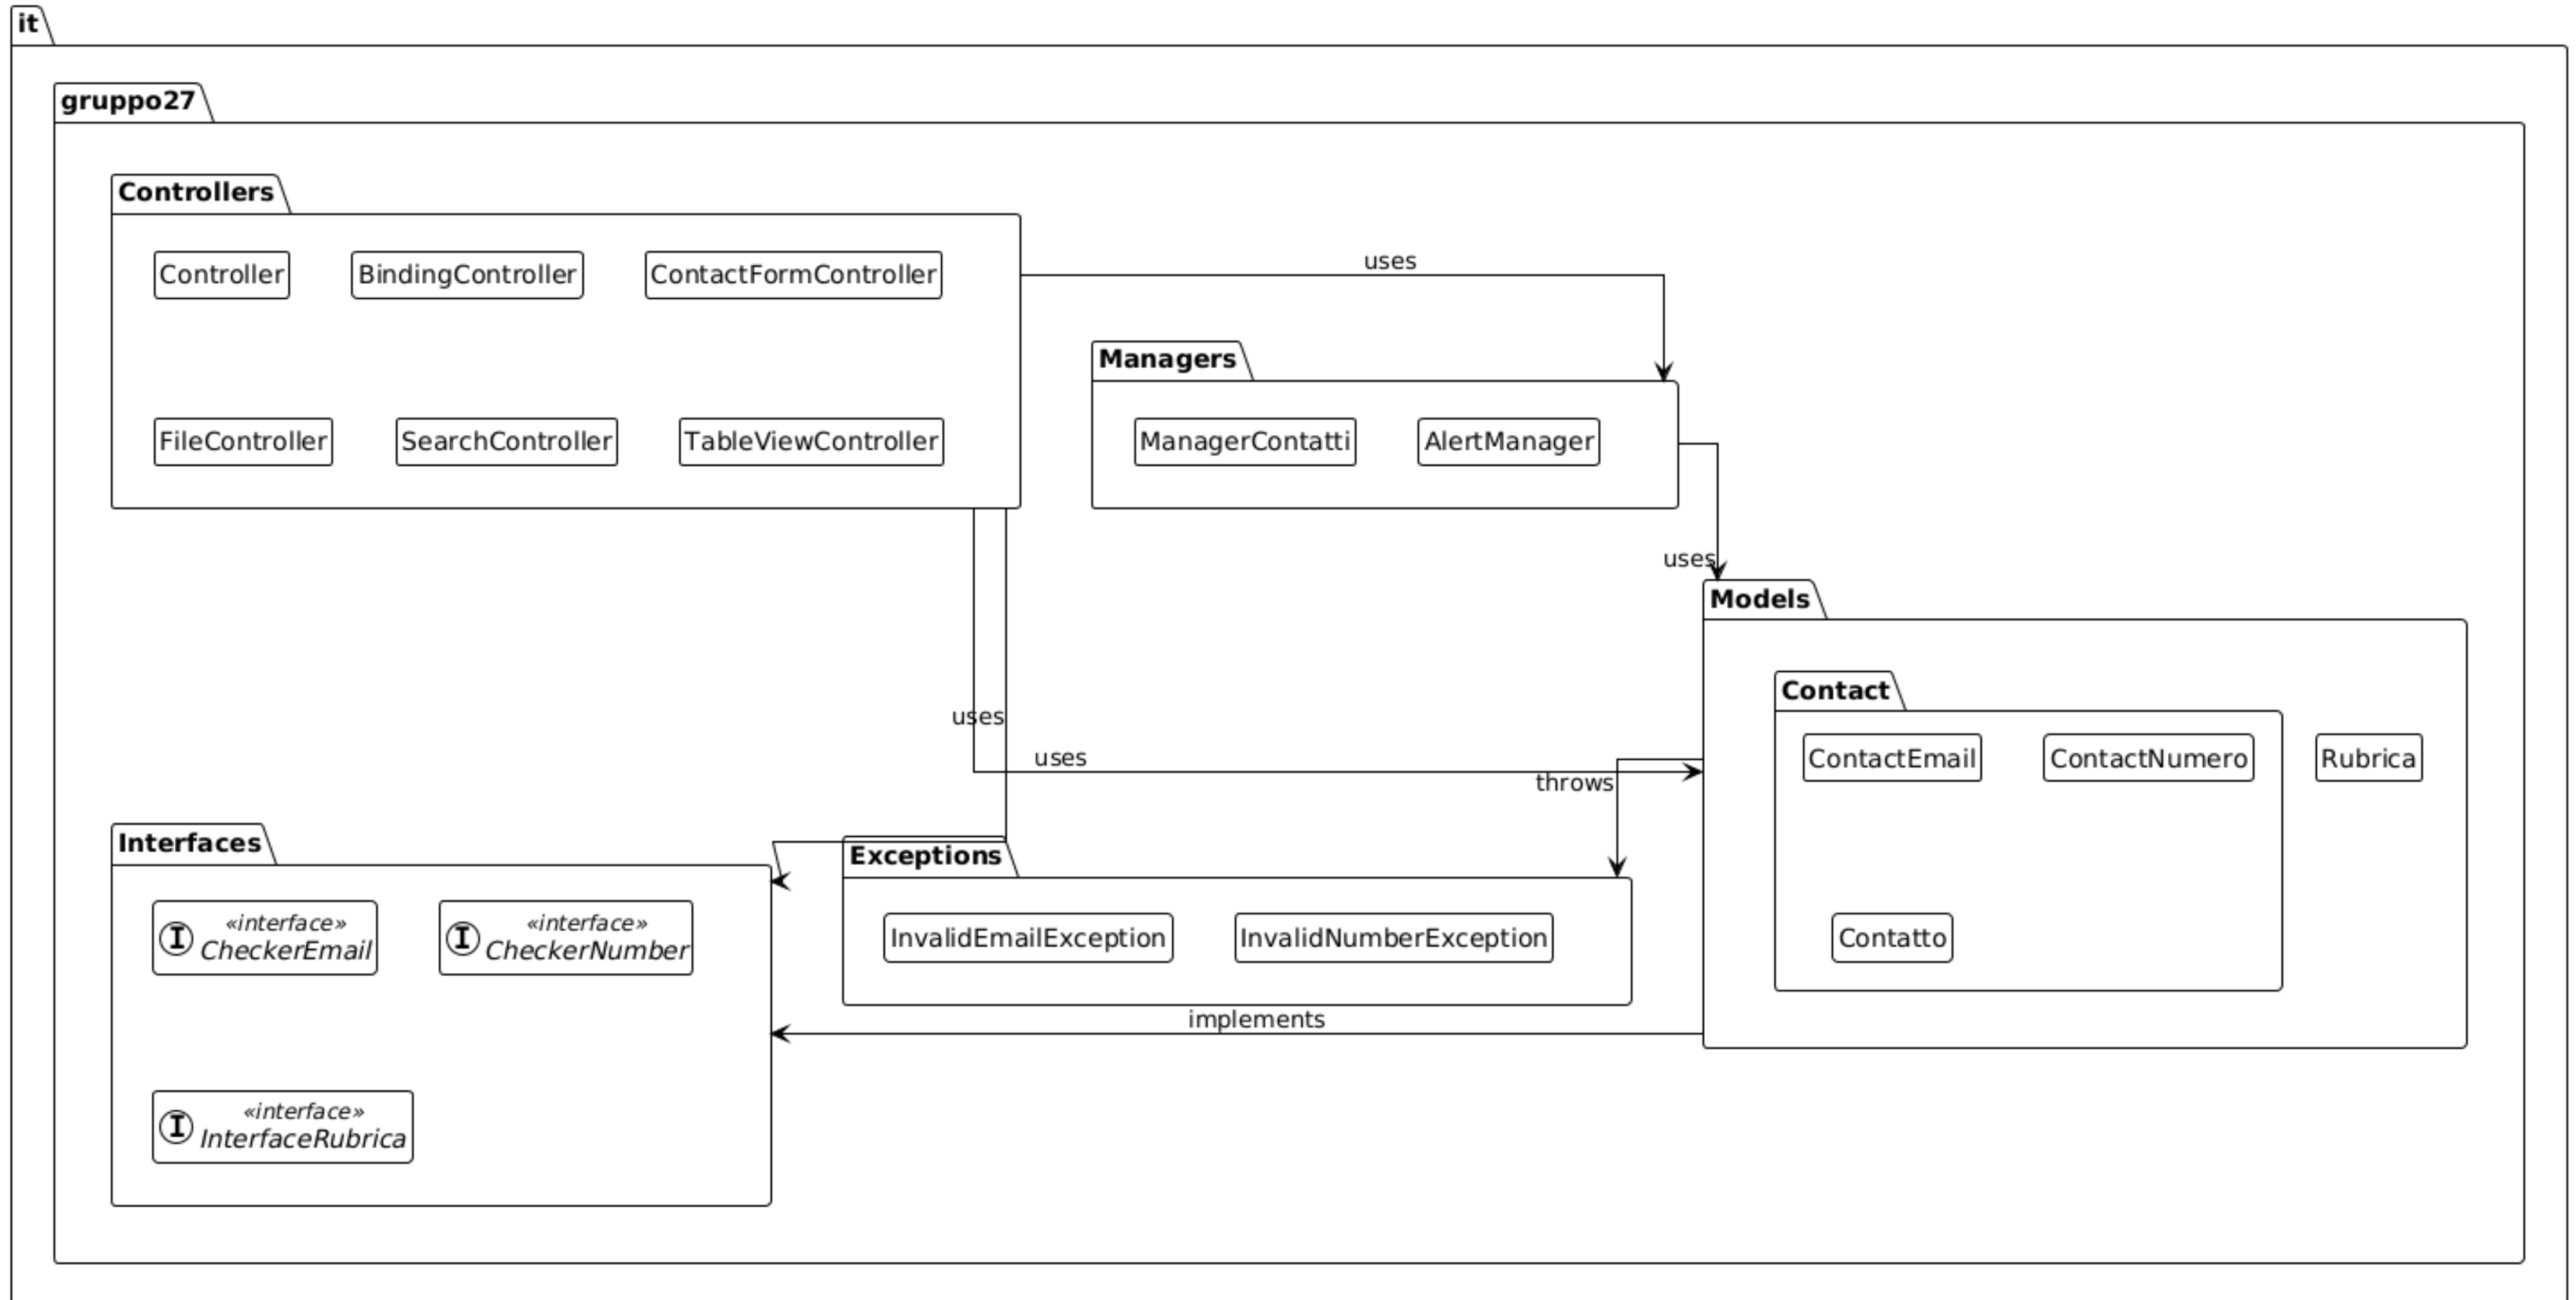 it
gruppo27
Controllers
Controller
BindingController
ContactFormController
uses
Managers
FileController
SearchController
TableViewController
ManagerContatti
AlertManager
uses
Models
Contact
uses
uses
throws
ContactEmail
ContactNumero
Rubrica
Interfaces
Exceptions
I
«interface»
CheckerEmail
I
«interface»
CheckerNumber
InvalidEmailException
InvalidNumberException
Contatto
implements
I
«interface»
InterfaceRubrica